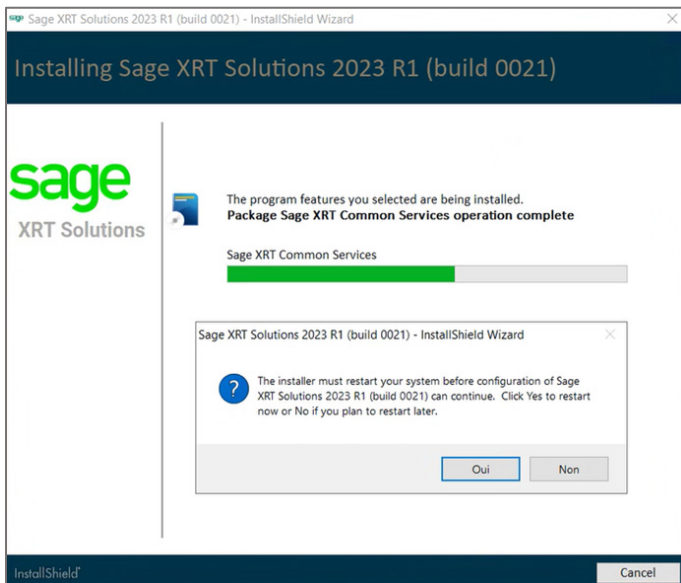 Sage XRT Solutions 2023 R1 (build 0021) - InstallShield Wizard
Installing Sage XRT Solutions 2023 R1 (build 0021)
sage
XRT Solutions
The program features you selected are being installed.
Package Sage XRT Common Services operation complete
Sage XRT Common Services
Sage XRT Solutions 2023 R1 (build 0021) - InstallShield Wizard
The installer must restart your system before configuration of Sage
XRT Solutions 2023 R1 (build 0021) can continue. Click Yes to restart
now or No if you plan to restart later.
Oui
Non
InstallShield
Cancel